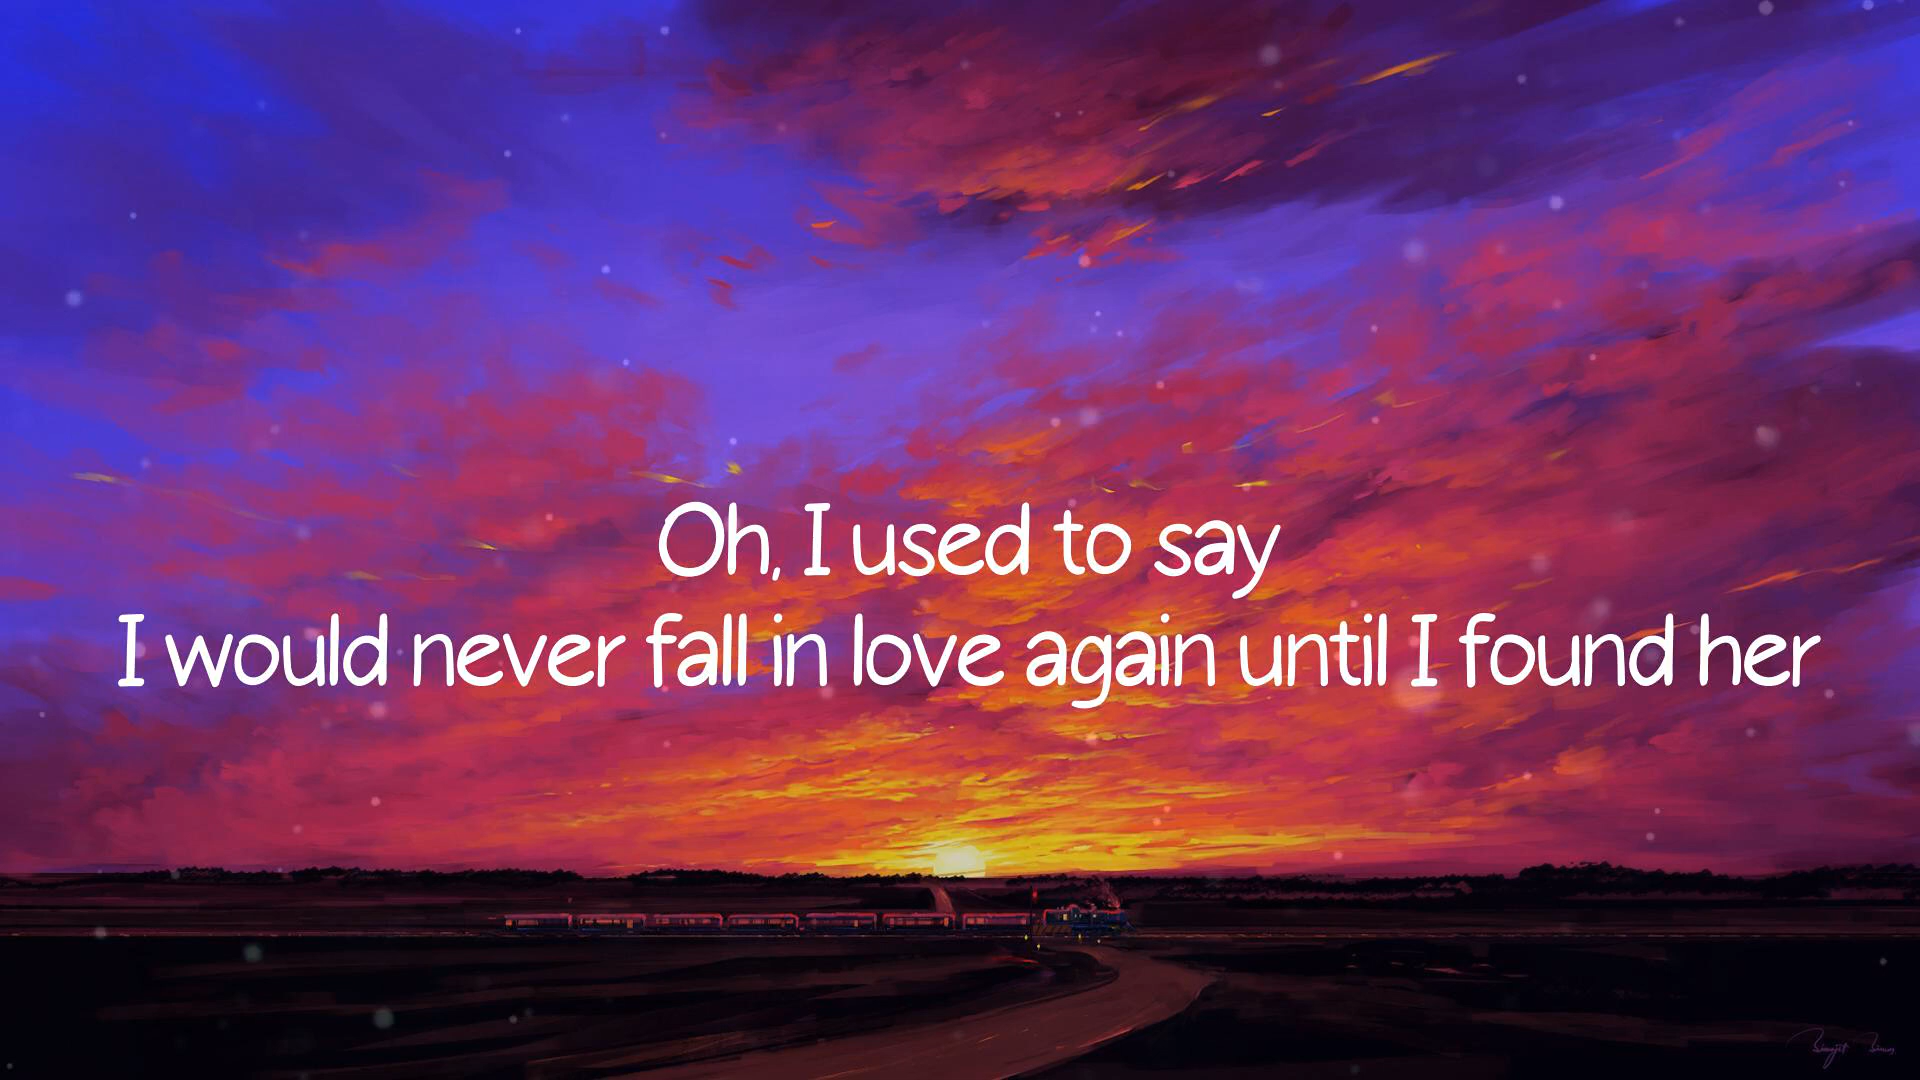 Oh, I used to say
I would never fall in love again until I found her